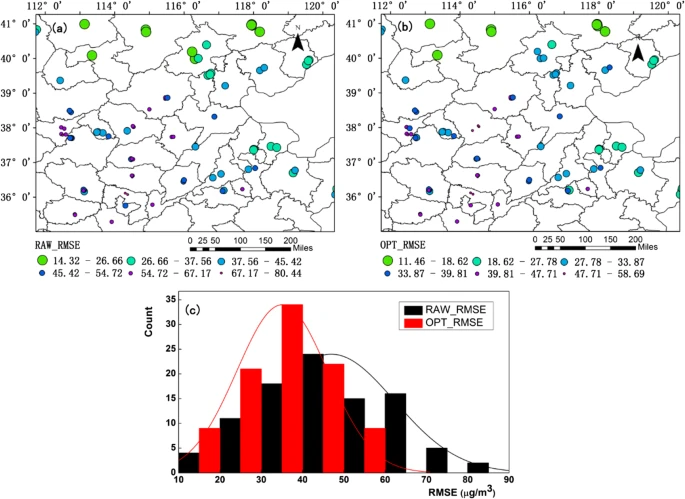 112° 0′ 114° 0′ 116° 0′ 118° 0′ 120° 0′ 112° 0′ 114° 0′ 116° 0′ 118° 0′ 120° 0′
41° 0′ (a) N (b) 41° 0′
40° 0′ 40° 0′
39° 0′ 39° 0′
38° 0′ 38° 0′
37° 0′ 37° 0′
36° 0′ 36° 0′
RAW_RMSE 0 25 50 100 150 200 Miles OPT_RMSE 0 25 50 100 150 200 Miles
14.32 - 26.66 26.66 - 37.56 37.56 - 45.42 11.46 - 18.62 18.62 - 27.78 27.78 - 33.87
45.42 - 54.72 54.72 - 67.17 67.17 - 80.44 33.87 - 39.81 39.81 - 47.71 47.71 - 58.69
35
30
25
20
15
10
5
0
Count
(c)
RAW_RMSE
OPT_RMSE
10 20 30 40 50 60 70 80 90
RMSE (μg/m3)